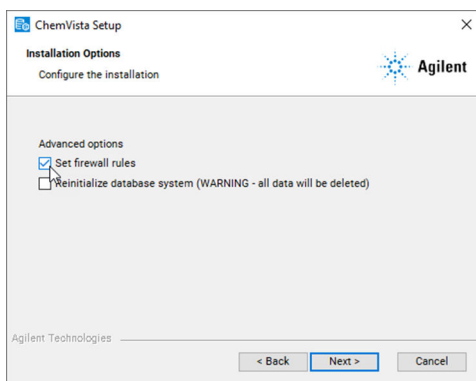 ChemVista Setup
Installation Options
Configure the installation
Agilent
Advanced options
Set firewall rules
Reinitialize database system (WARNING - all data will be deleted)
Agilent Technologies
< Back
Next >
Cancel